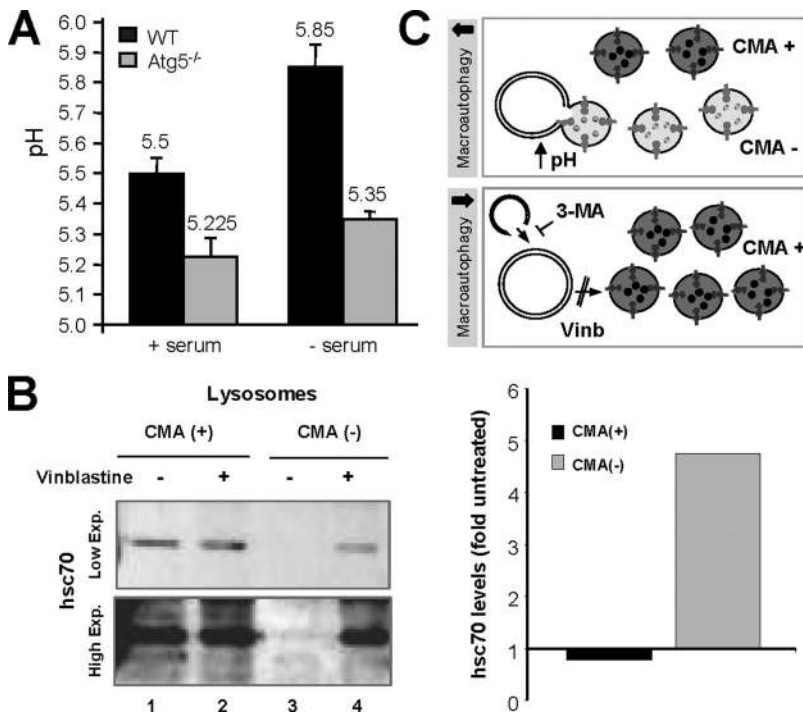 A
WT
Atg5-/-
pH
6.0
5.9
5.8
5.7
5.6
5.5
5.4
5.3
5.2
5.1
5.0
5.5
5.225
5.85
5.35
+ serum
- serum
B
Lysosomes
CMA (+)
CMA (-)
Vinblastine - + - +
hsc70
Low Exp.
High Exp.
1 2 3 4
hsc70 levels (fold untreated)
6
5
4
3
2
1
0
CMA(+)
CMA(-)
C
Macroautophagy
CMA +
CMA -
pH
Macroautophagy
3-MA
CMA +
Vinb